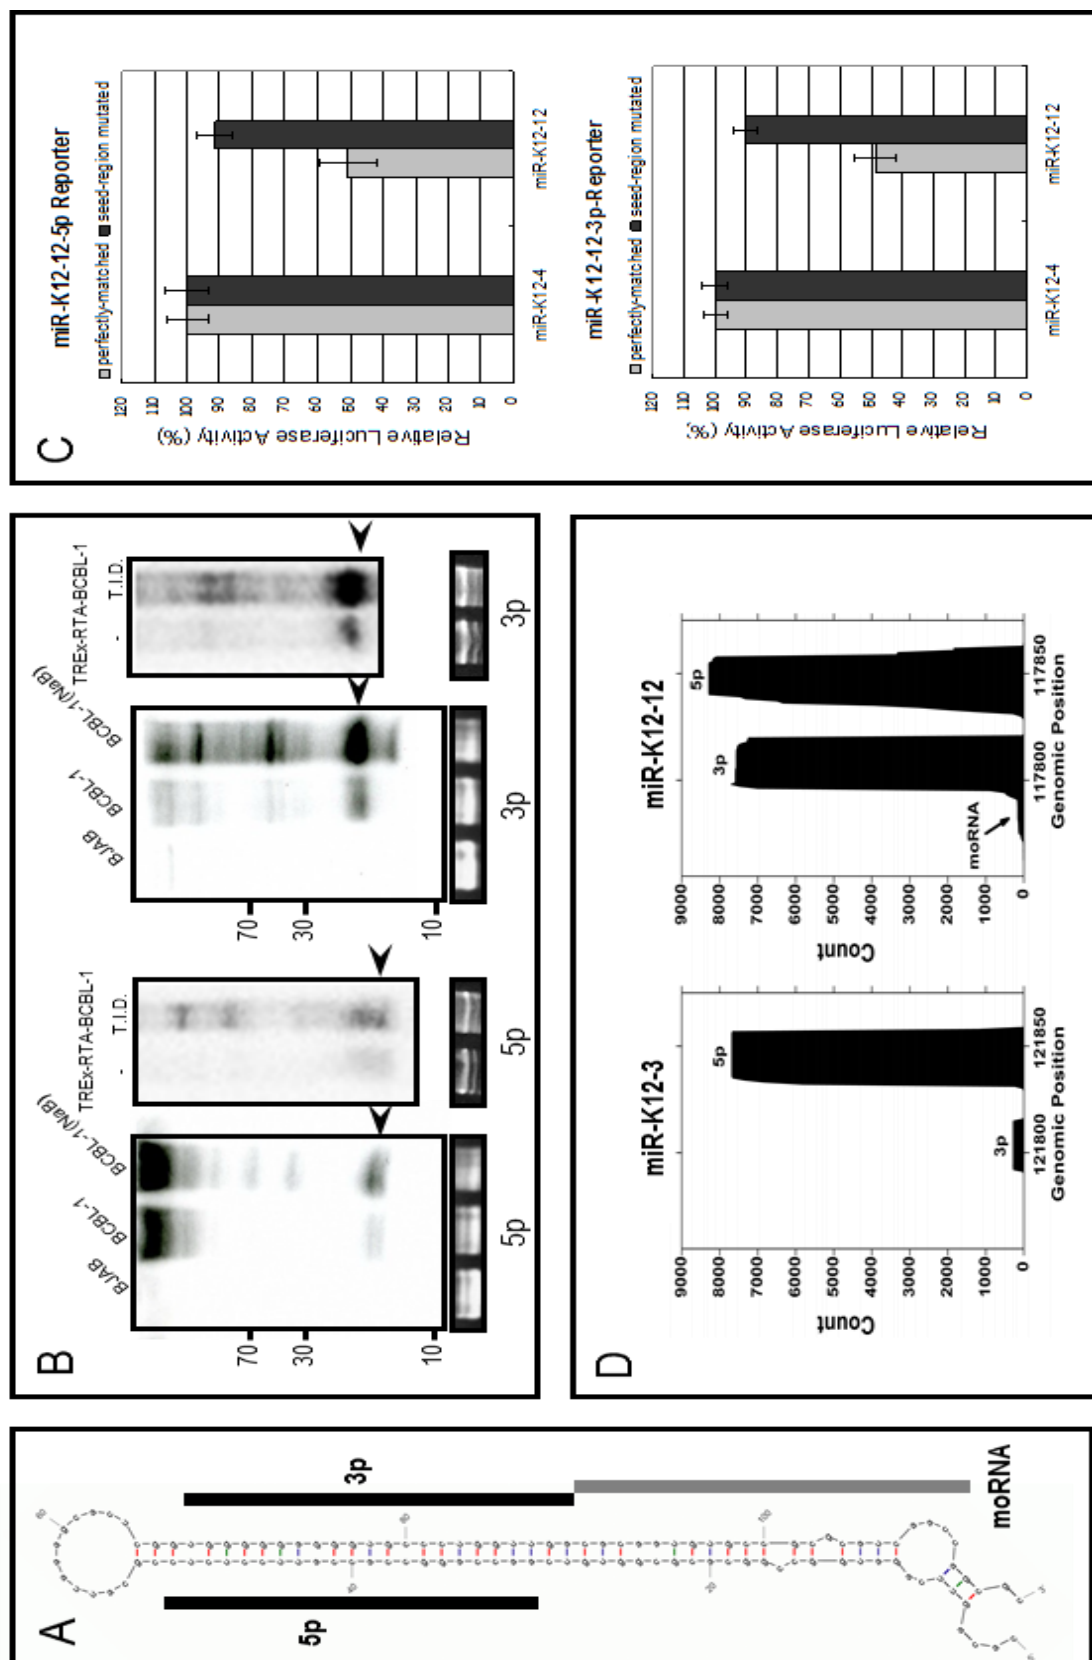 A
5p
3p
moRNA
20
40
60
80
100
B
BJAB
BCBL-1
BCBL-1(NaB)
TREx-RTA-BCBL-1
- T.I.D.
70
30
10
5p
5p
BJAB
BCBL-1
BCBL-1(NaB)
TREx-RTA-BCBL-1
- T.I.D.
70
30
10
3p
3p
C
miR-K12-12-5p Reporter
perfectly-matched seed-region mutated
Relative Luciferase Activity (%)
120
110
100
90
80
70
60
50
40
30
20
10
0
miR-K12-4
miR-K12-12
miR-K12-12-3p-Reporter
perfectly-matched seed-region mutated
Relative Luciferase Activity (%)
120
110
100
90
80
70
60
50
40
30
20
10
0
miR-K12-4
miR-K12-12
D
miR-K12-3
Count
9000
8000
7000
6000
5000
4000
3000
2000
1000
0
3p
5p
121800
121850
Genomic Position
miR-K12-12
Count
9000
8000
7000
6000
5000
4000
3000
2000
1000
0
moRNA
3p
5p
117800
117850
Genomic Position